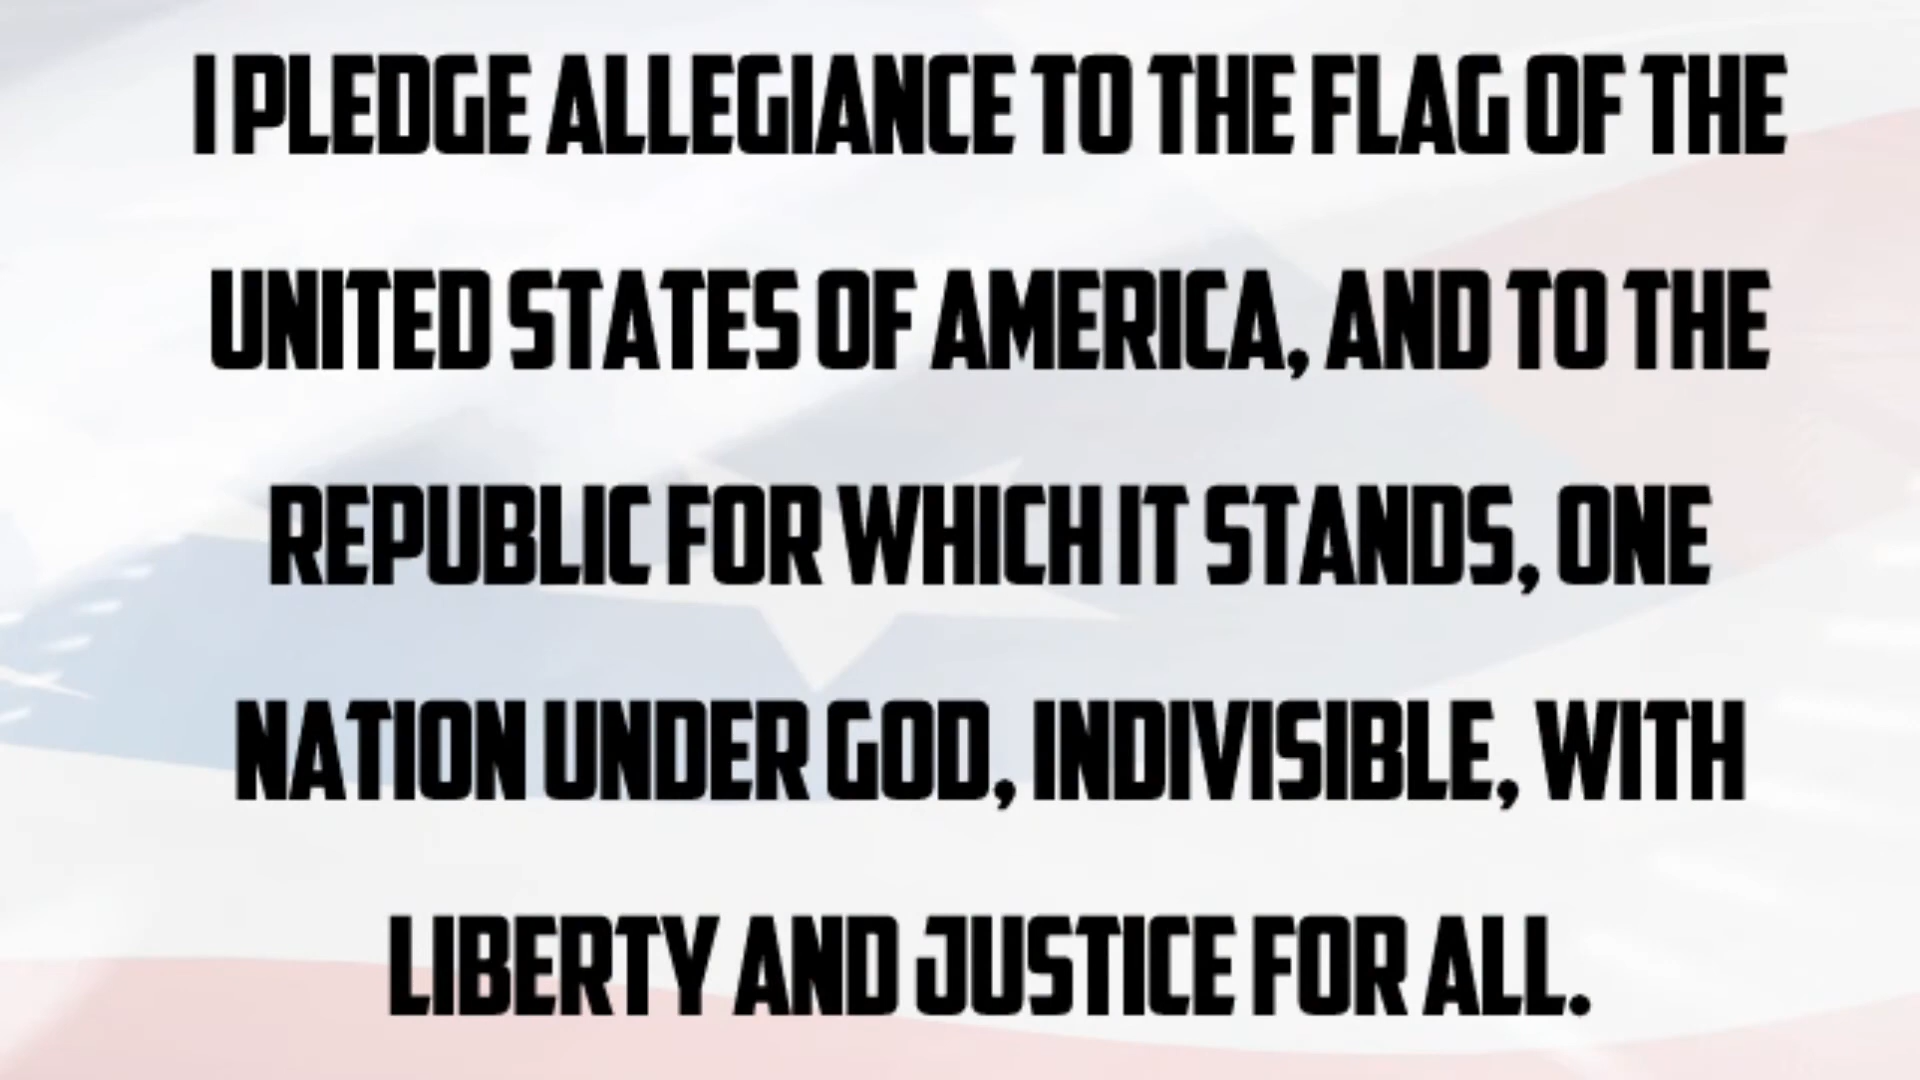 I PLEDGE ALLEGIANCE TO THE FLAG OF THE
UNITED STATES OF AMERICA, AND TO THE
REPUBLIC FOR WHICH IT STANDS, ONE
NATION UNDER GOD, INDIVISIBLE, WITH
LIBERTY AND JUSTICE FOR ALL.